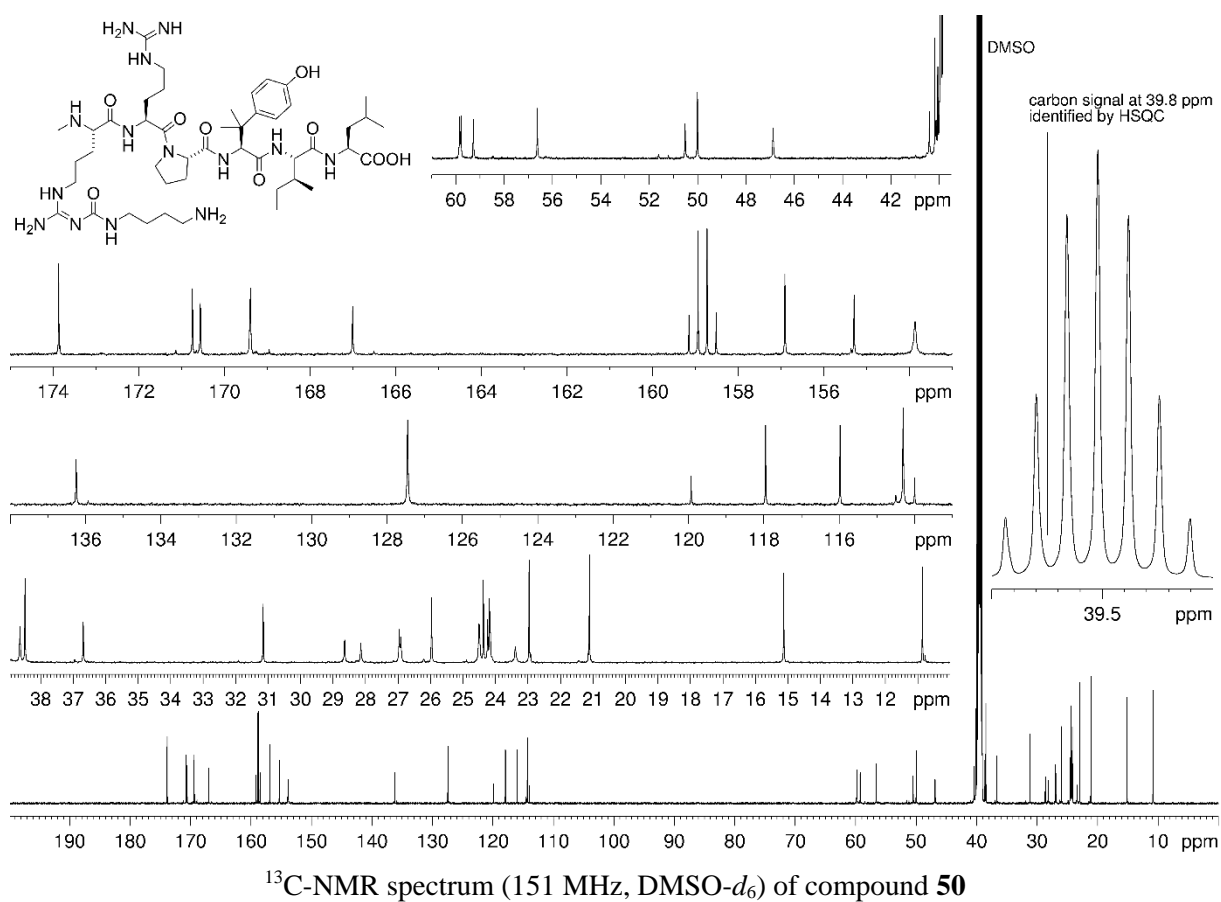 H₂N NH
HN
OH
O H N O O H N O
N H N N H N H COOH
O O
HN
O
H₂N N N H NH₂
DMSO
carbon signal at 39.8 ppm
identified by HSQC
60 58 56 54 52 50 48 46 44 42 ppm
174 172 170 168 166 164 162 160 158 156 154 ppm
136 134 132 130 128 126 124 122 120 118 116 ppm
39.5 ppm
38 37 36 35 34 33 32 31 30 29 28 27 26 25 24 23 22 21 20 19 18 17 16 15 14 13 12 ppm
190 180 170 160 150 140 130 120 110 100 90 80 70 60 50 40 30 20 10 ppm
¹³C-NMR spectrum (151 MHz, DMSO-d₆) of compound 50